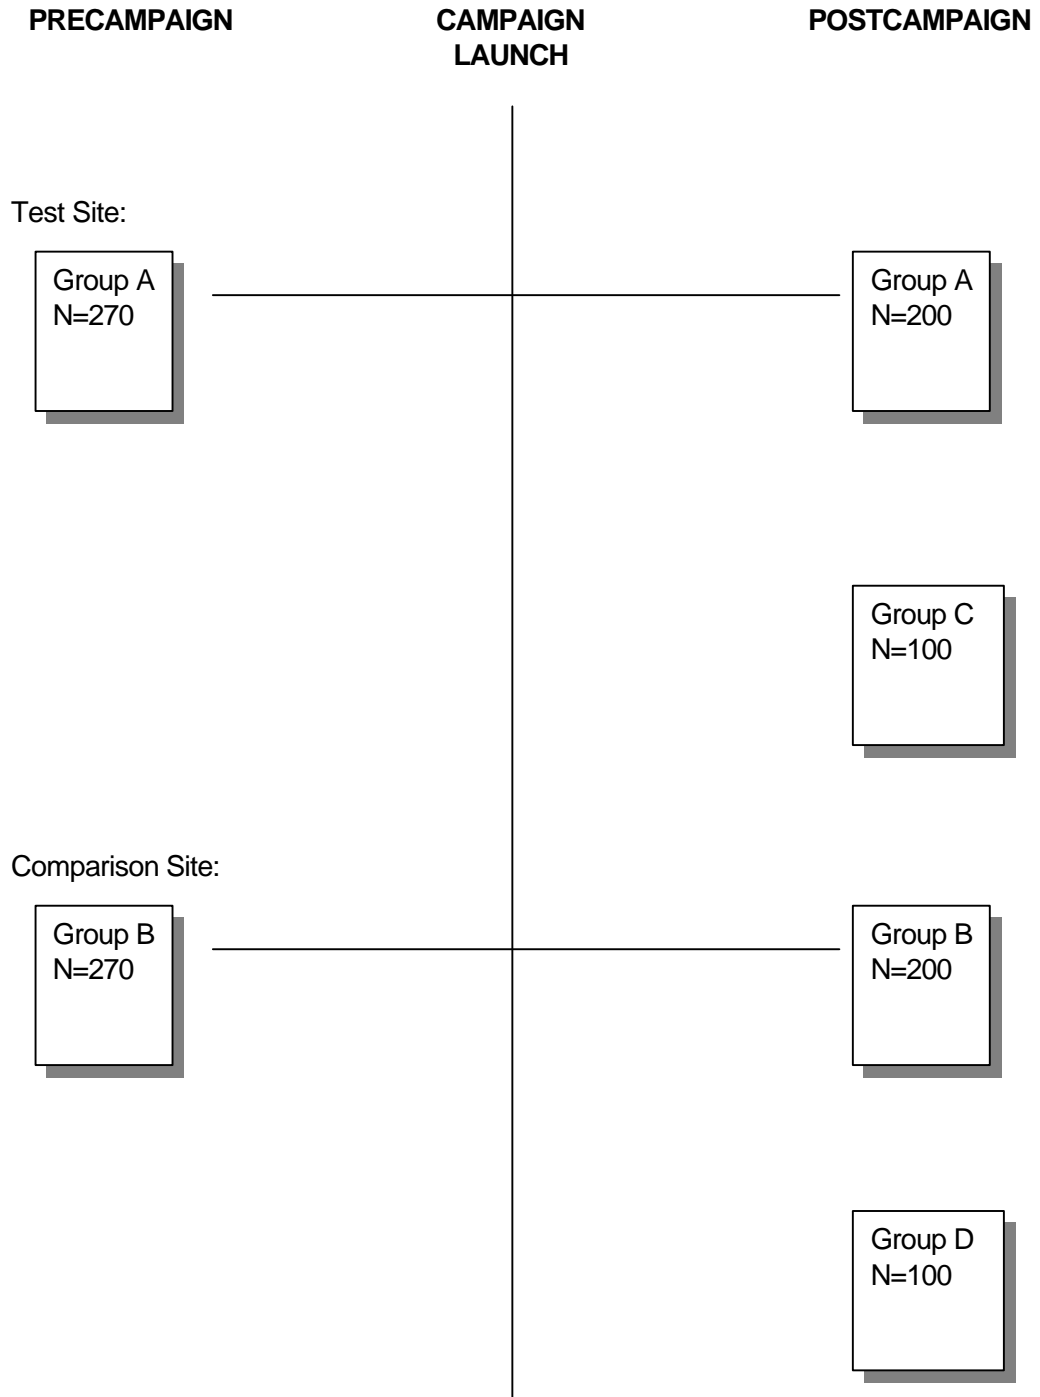 PRECAMPAIGN
CAMPAIGN
LAUNCH
POSTCAMPAIGN
Test Site:
Group A
N=270
Group A
N=200
Group C
N=100
Comparison Site:
Group B
N=270
Group B
N=200
Group D
N=100